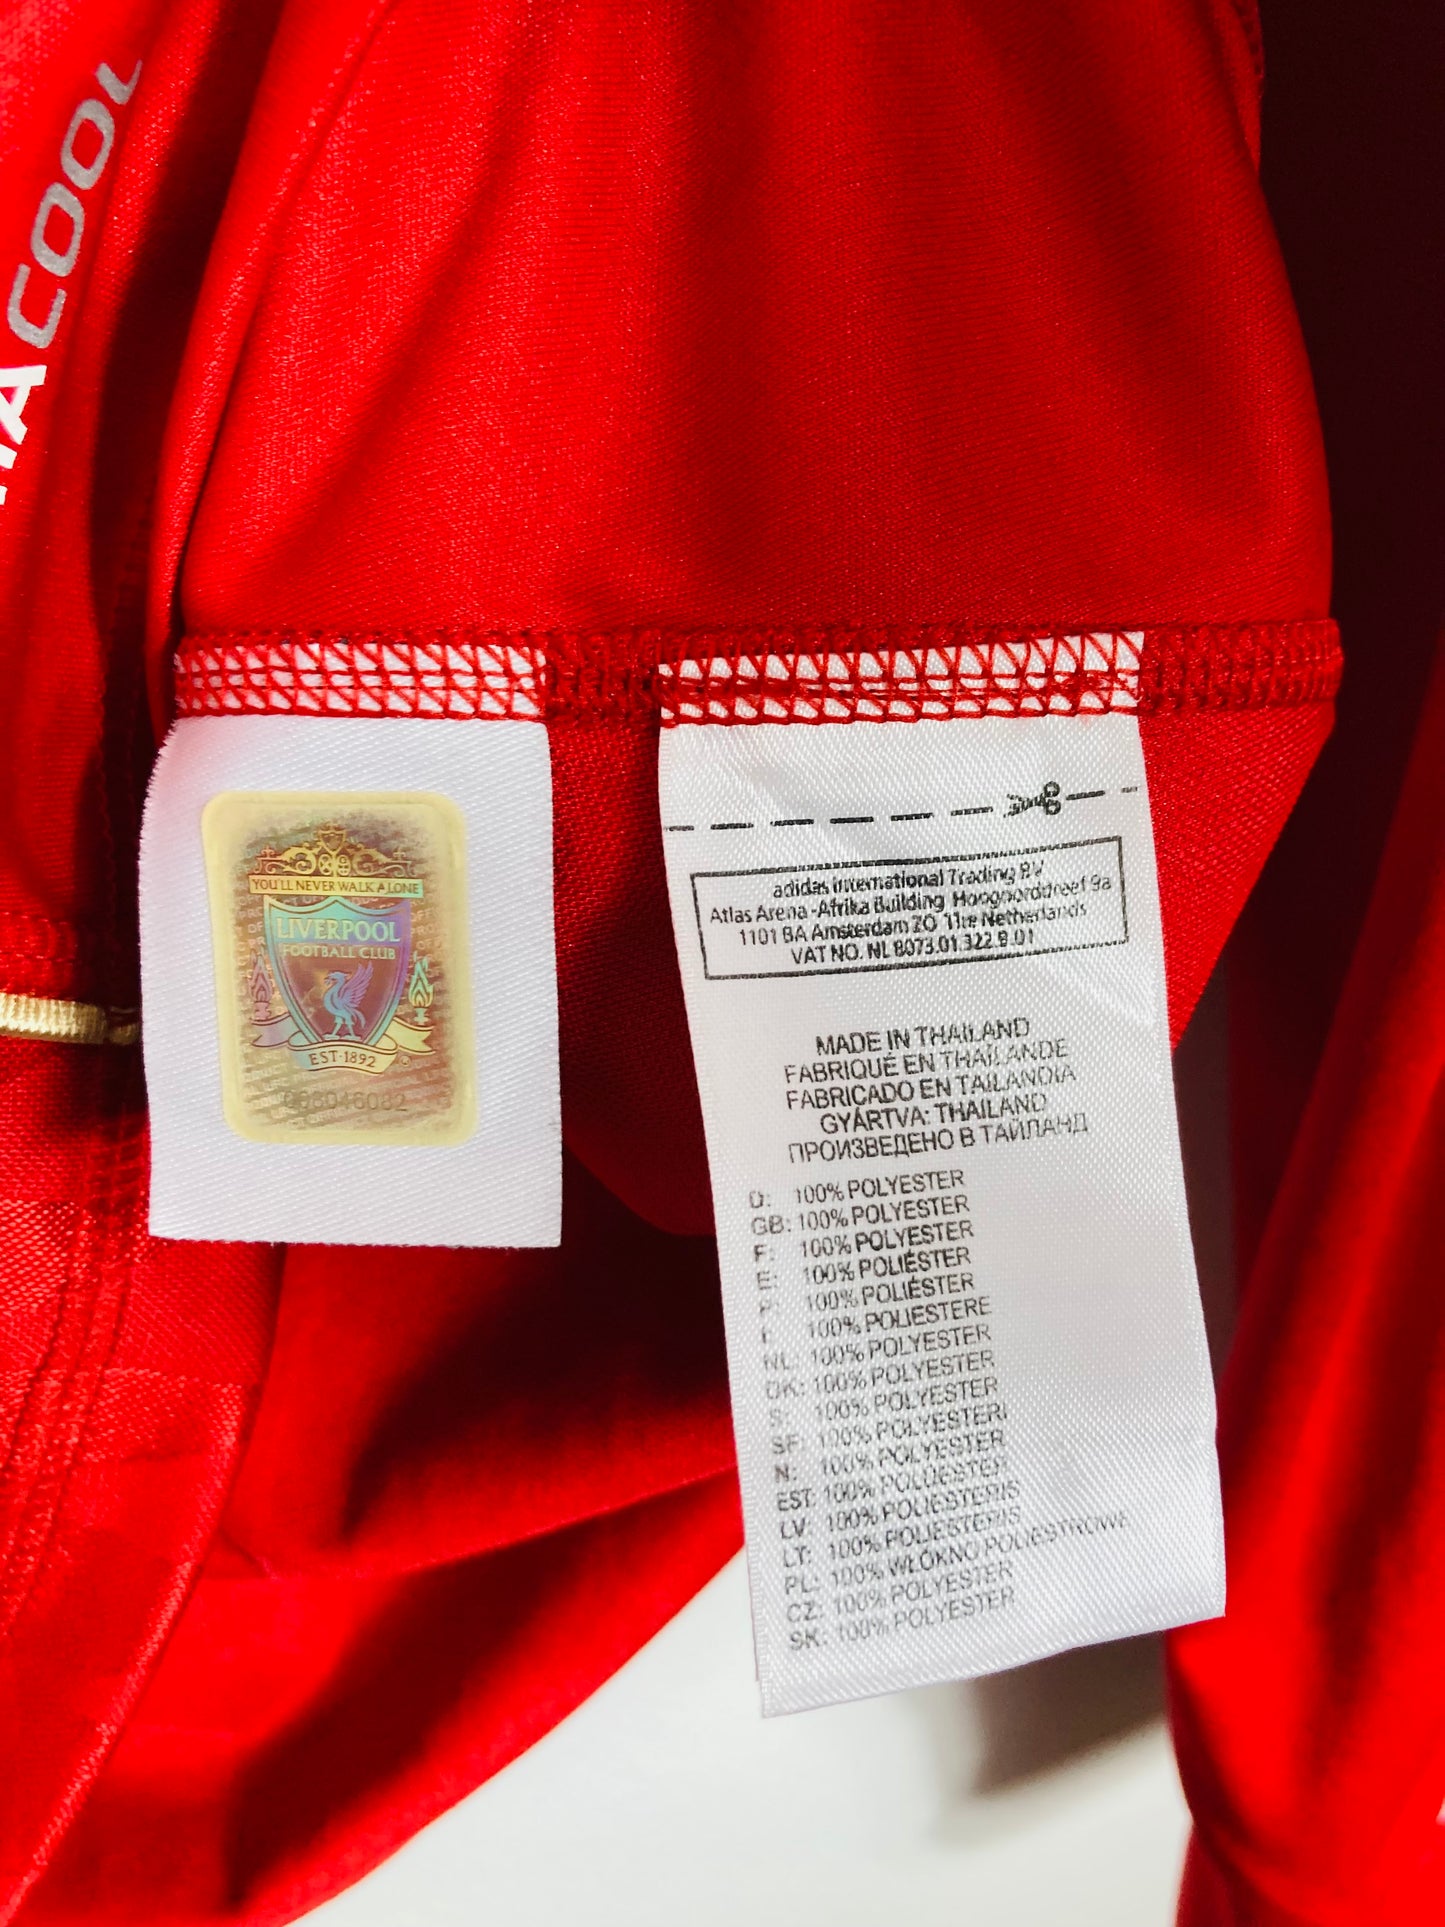 MACOOL
YOU'LL NEVER WALK ALONE
LIVERPOOL
FOOTBALL CLUB
EST·1892
®
adidas International Trading BV
Atlas Arena -Afrika Building Hoogoorddreef 9a
1101 BA Amsterdam ZO The Netherlands
VAT NO. NL 8073.01.322.B.01
MADE IN THAILAND
FABRIQUÉ EN THAÏLANDE
FABRICADO EN TAILANDIA
GYÁRTVA: THAILAND
ПРОИЗВЕДЕНО В ТАЙЛАНД
D: 100% POLYESTER
GB: 100% POLYESTER
F: 100% POLYESTER
E: 100% POLIÉSTER
P: 100% POLIÉSTER
I: 100% POLIESTERE
NL: 100% POLYESTER
DK: 100% POLYESTER
S: 100% POLYESTER
SF: 100% POLYESTERI
N: 100% POLYESTER
EST: 100% POLÜESTER
LV: 100% POLIESTERIS
LT: 100% POLIESTERIS
PL: 100% WŁÓKNO POLIESTROWE
CZ: 100% POLYESTER
SK: 100% POLYESTER